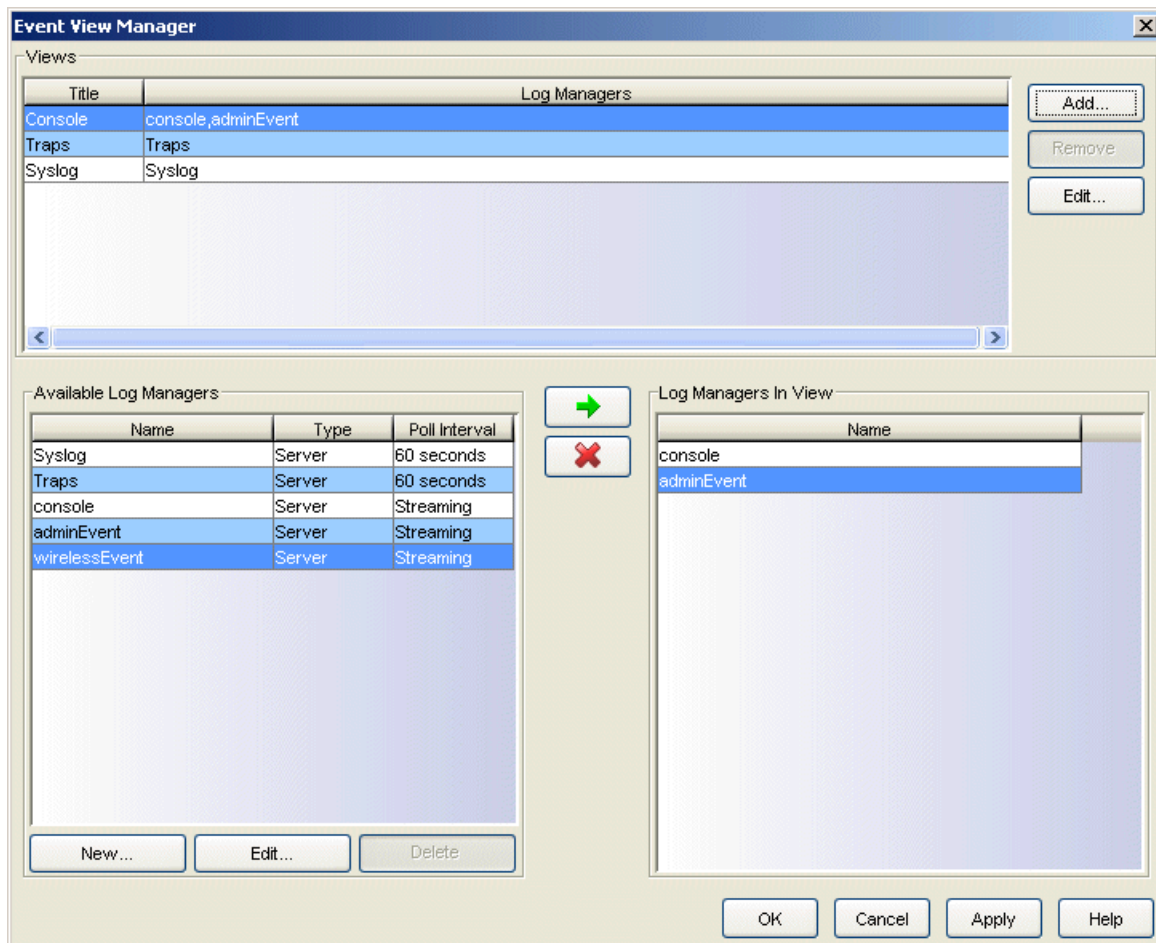 Event View Manager
Views
Title Log Managers
Console console,adminEvent
Traps Traps
Syslog Syslog
Add...
Remove
Edit...
Available Log Managers
Name Type Poll Interval
Syslog Server 60 seconds
Traps Server 60 seconds
console Server Streaming
adminEvent Server Streaming
wirelessEvent Server Streaming
New... Edit... Delete
Log Managers In View
Name
console
adminEvent
OK Cancel Apply Help